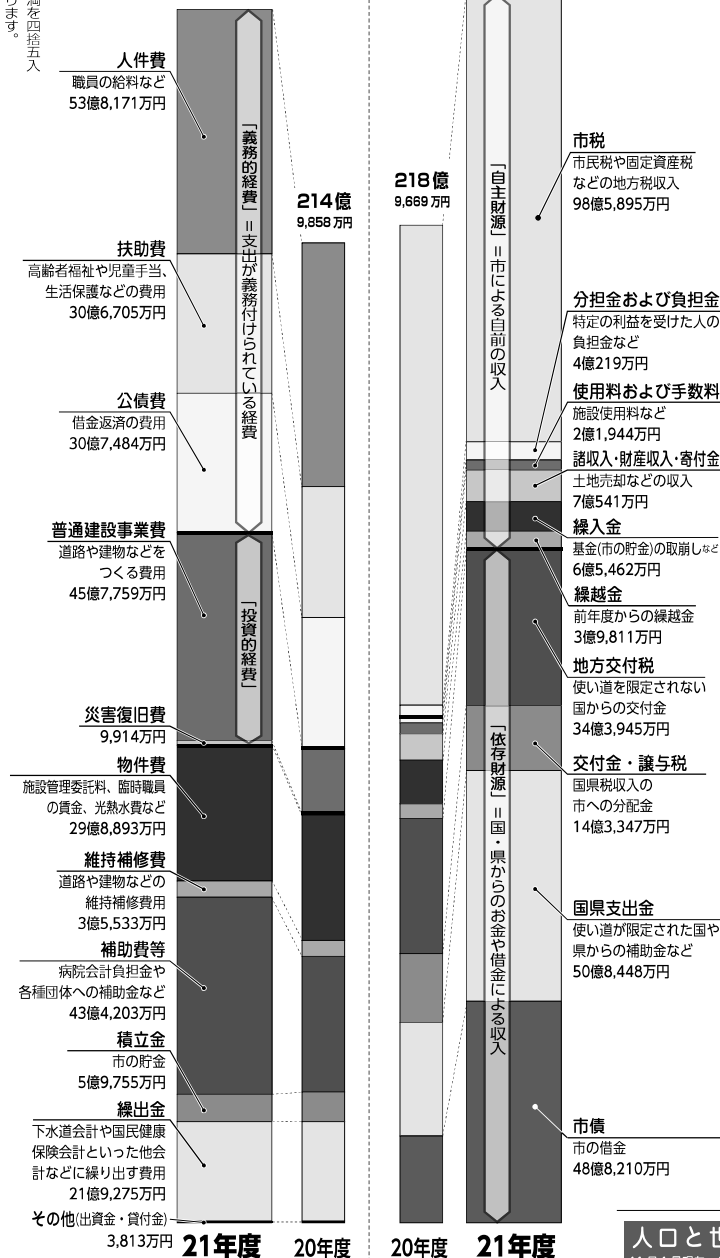 満を四捨五入
ります。
人件費
職員の給料など
53億8,171万円
扶助費
高齢者福祉や児童手当、
生活保護などの費用
30億6,705万円
公債費
借金返済の費用
30億7,484万円
普通建設事業費
道路や建物などを
つくる費用
45億7,759万円
災害復旧費
9,914万円
物件費
施設管理委託料、臨時職員
の賃金、光熱水費など
29億8,893万円
維持補修費
道路や建物などの
維持補修費用
3億5,533万円
補助費等
病院会計負担金や
各種団体への補助金など
43億4,203万円
積立金
市の貯金
5億9,755万円
繰出金
下水道会計や国民健康
保険会計といった他会
計などに繰り出す費用
21億9,275万円
その他(出資金・貸付金)
3,813万円
「義務的経費」=支出が義務付けられている経費
「投資的経費」
21年度
214億
9,858万円
20年度
218億
9,669万円
20年度
「自主財源」=市による自前の収入
「依存財源」=国・県からのお金や借金による収入
21年度
市税
市民税や固定資産税
などの地方税収入
98億5,895万円
分担金および負担金
特定の利益を受けた人の
負担金など
4億219万円
使用料および手数料
施設使用料など
2億1,944万円
諸収入・財産収入・寄付金
土地売却などの収入
7億541万円
繰入金
基金(市の貯金)の取崩しなど
6億5,462万円
繰越金
前年度からの繰越金
3億9,811万円
地方交付税
使い道を限定されない
国からの交付金
34億3,945万円
交付金・譲与税
国県税収入の
市への分配金
14億3,347万円
国県支出金
使い道が限定された国や
県からの補助金など
50億8,448万円
市債
市の借金
48億8,210万円
人口と世